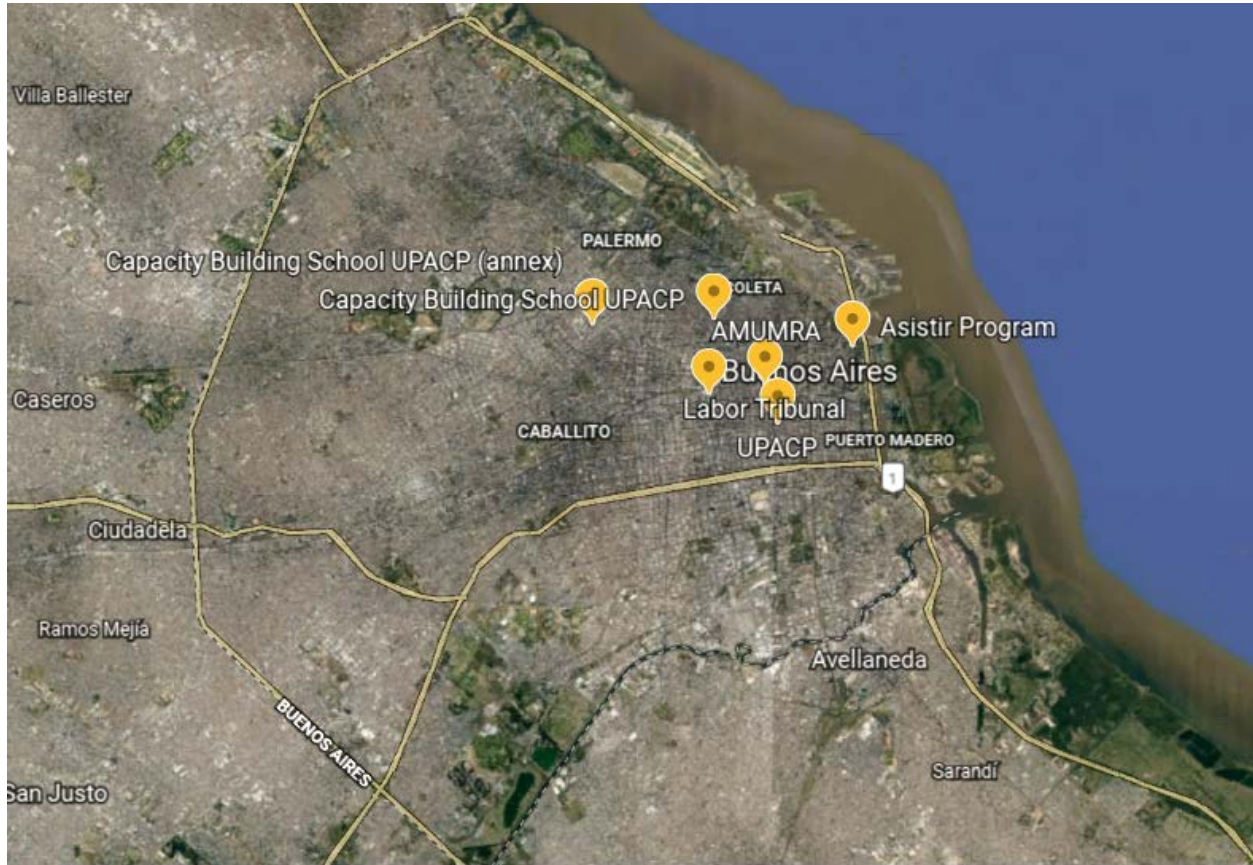 Villa Ballester
PALERMO
Capacity Building School UPACP (annex)
COLETA
Capacity Building School UPACP
AMUMRA
Asistir Program
Buenos Aires
Caseros
Labor Tribunal
CABALLITO
UPACP
PUERTO MADERO
1
Ciudadela
Ramos Mejía
Avellaneda
BUENOS AIRES
Sarandí
San Justo